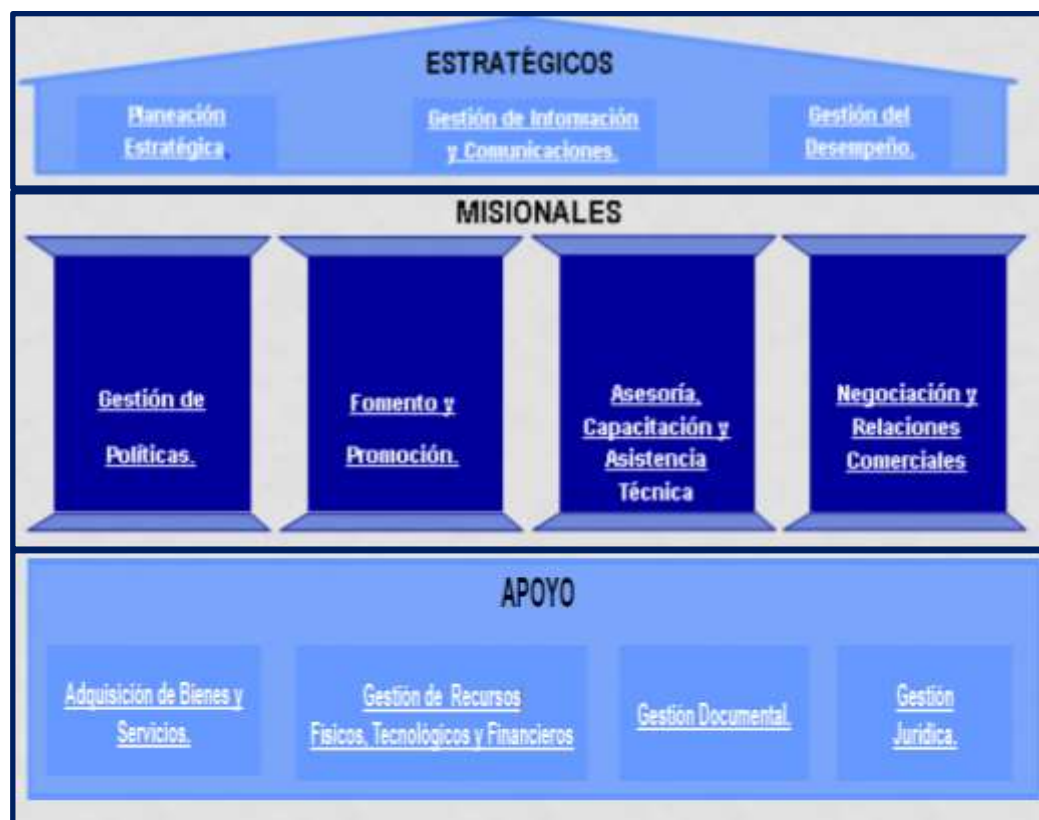 ESTRATÉGICOS
Planeación
Estratégica.
Gestión de Información
y Comunicaciones.
Gestión del
Desempeño.
MISIONALES
Gestión de
Políticas.
Fomento y
Promoción.
Asesoría,
Capacitación y
Asistencia
Técnica
Negociación y
Relaciones
Comerciales
APOYO
Adquisición de Bienes y
Servicios.
Gestión de Recursos
Físicos, Tecnológicos y Financieros
Gestión Documental.
Gestión
Jurídica.